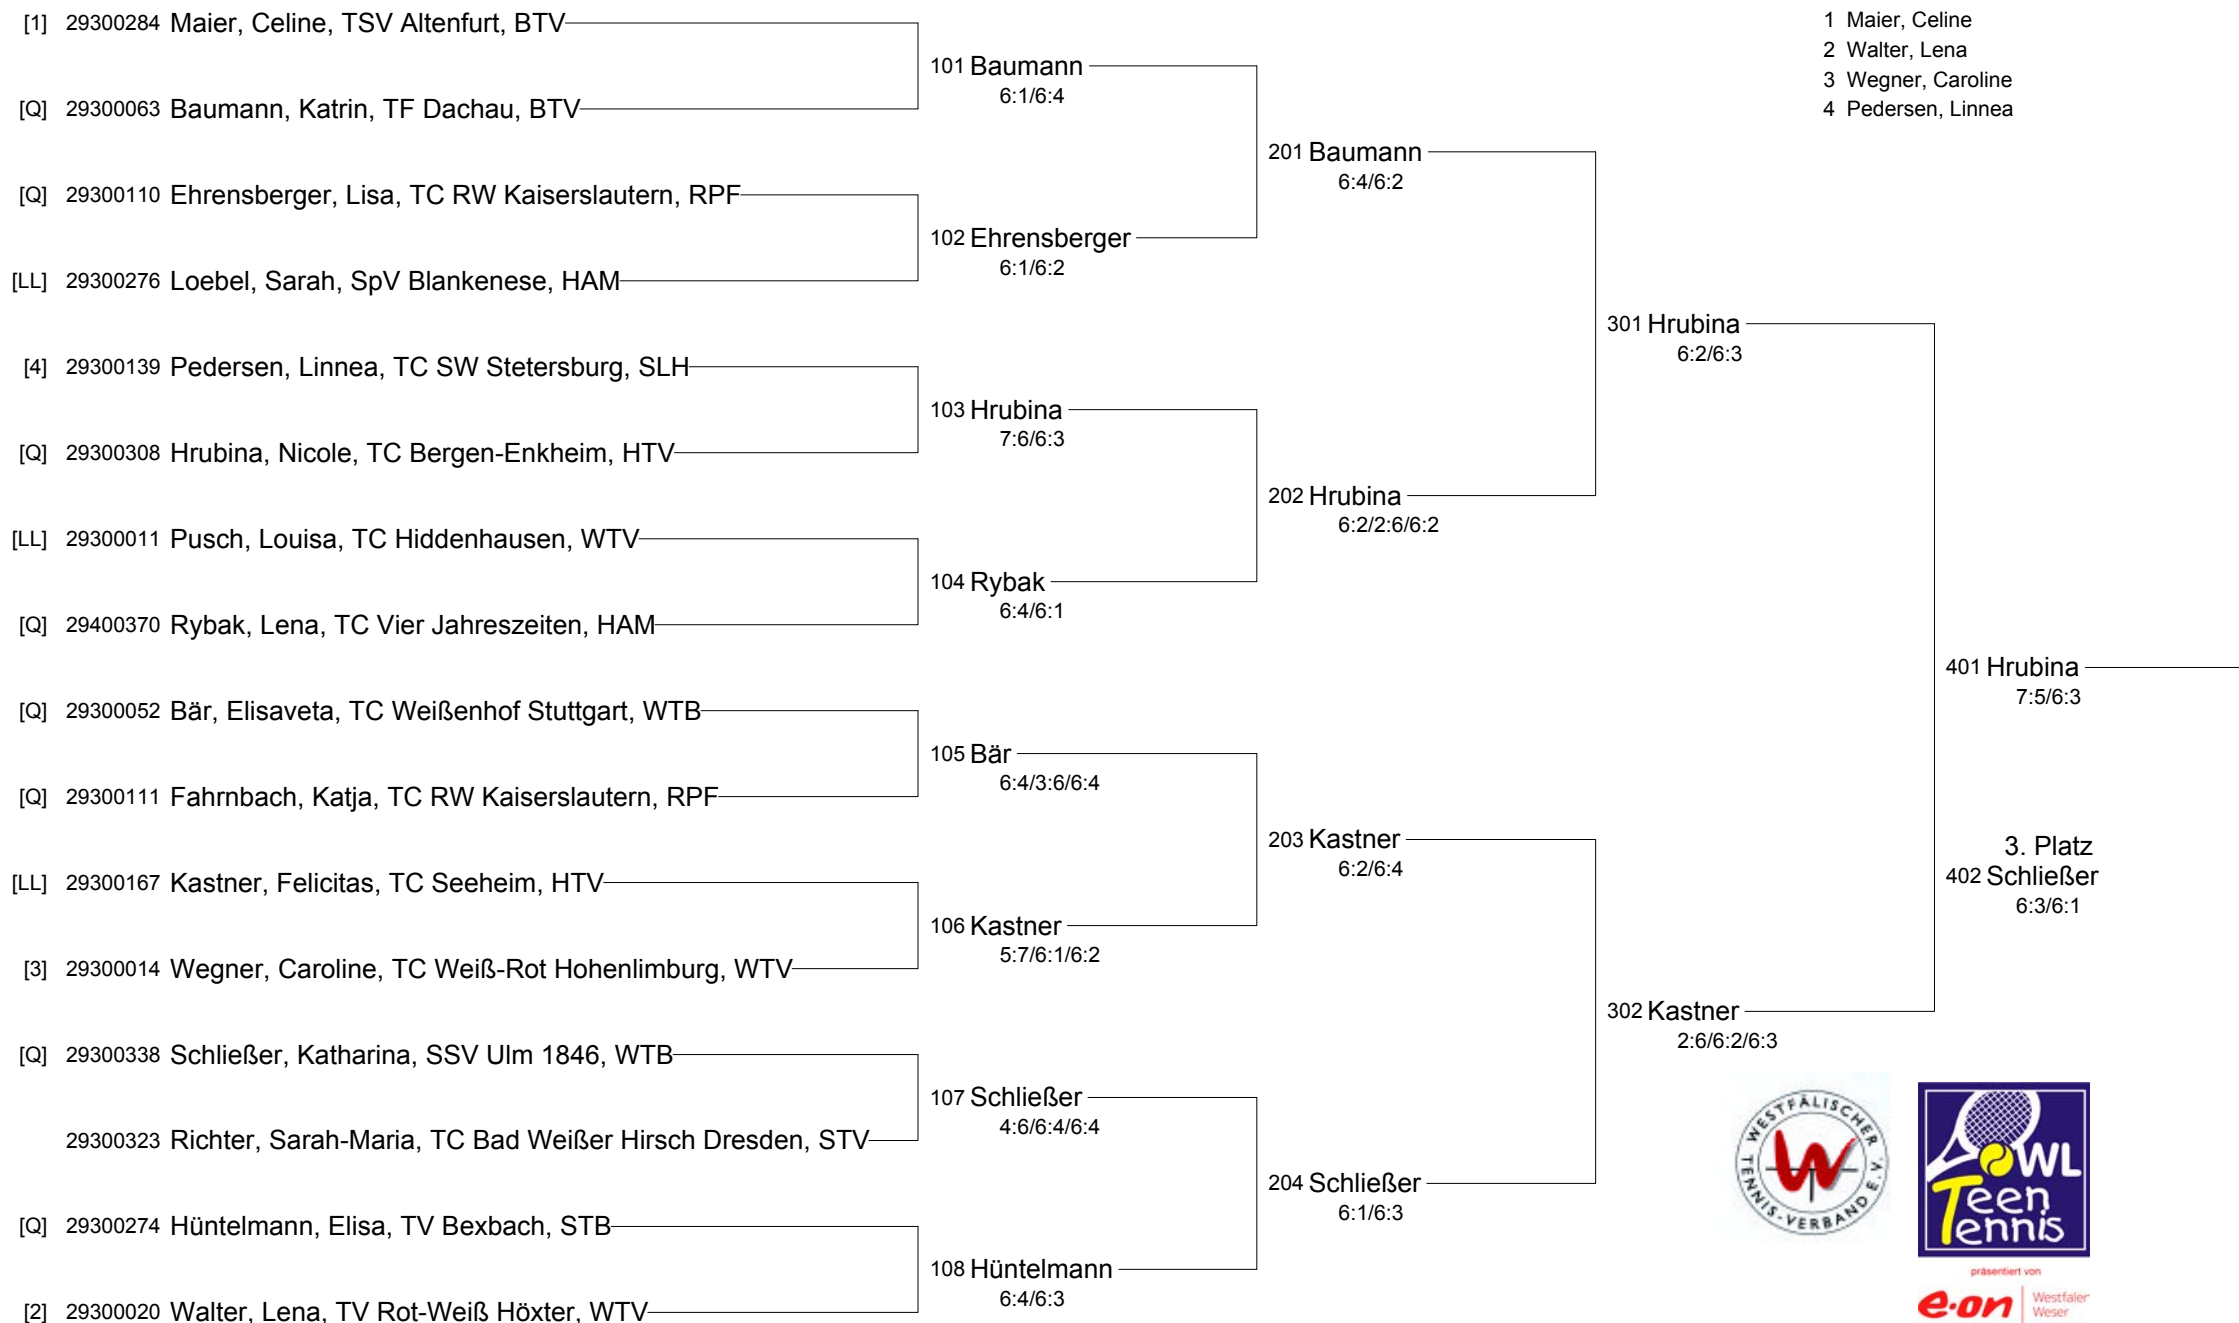 [1] 29300284 Maier, Celine, TSV Altenfurt, BTV
[Q] 29300063 Baumann, Katrin, TF Dachau, BTV
[Q] 29300110 Ehrensberger, Lisa, TC RW Kaiserslautern, RPF
[LL] 29300276 Loebel, Sarah, SpV Blankenese, HAM
[4] 29300139 Pedersen, Linnea, TC SW Stetersburg, SLH
[Q] 29300308 Hrubina, Nicole, TC Bergen-Enkheim, HTV
[LL] 29300011 Pusch, Louisa, TC Hiddenhausen, WTV
[Q] 29400370 Rybak, Lena, TC Vier Jahreszeiten, HAM
[Q] 29300052 Bär, Elisaveta, TC Weißenhof Stuttgart, WTB
[Q] 29300111 Fahrnbach, Katja, TC RW Kaiserslautern, RPF
[LL] 29300167 Kastner, Felicitas, TC Seeheim, HTV
[3] 29300014 Wegner, Caroline, TC Weiß-Rot Hohenlimburg, WTV
[Q] 29300338 Schließer, Katharina, SSV Ulm 1846, WTB
29300323 Richter, Sarah-Maria, TC Bad Weißer Hirsch Dresden, STV
[Q] 29300274 Hüntelmann, Elisa, TV Bexbach, STB
[2] 29300020 Walter, Lena, TV Rot-Weiß Höxter, WTV
101 Baumann
6:1/6:4
102 Ehrensberger
6:1/6:2
103 Hrubina
7:6/6:3
104 Rybak
6:4/6:1
105 Bär
6:4/3:6/6:4
106 Kastner
5:7/6:1/6:2
107 Schließer
4:6/6:4/6:4
108 Hüntelmann
6:4/6:3
201 Baumann
6:4/6:2
202 Hrubina
6:2/2:6/6:2
203 Kastner
6:2/6:4
204 Schließer
6:1/6:3
301 Hrubina
6:2/6:3
302 Kastner
2:6/6:2/6:3
401 Hrubina
7:5/6:3
3. Platz
402 Schließer
6:3/6:1
1 Maier, Celine
2 Walter, Lena
3 Wegner, Caroline
4 Pedersen, Linnea
WESTFÄLISCHER
TENNIS-VERBAND E.V.
W
OWL
Teen
Tennis
präsentiert von
e·on
Westfalen
Weser